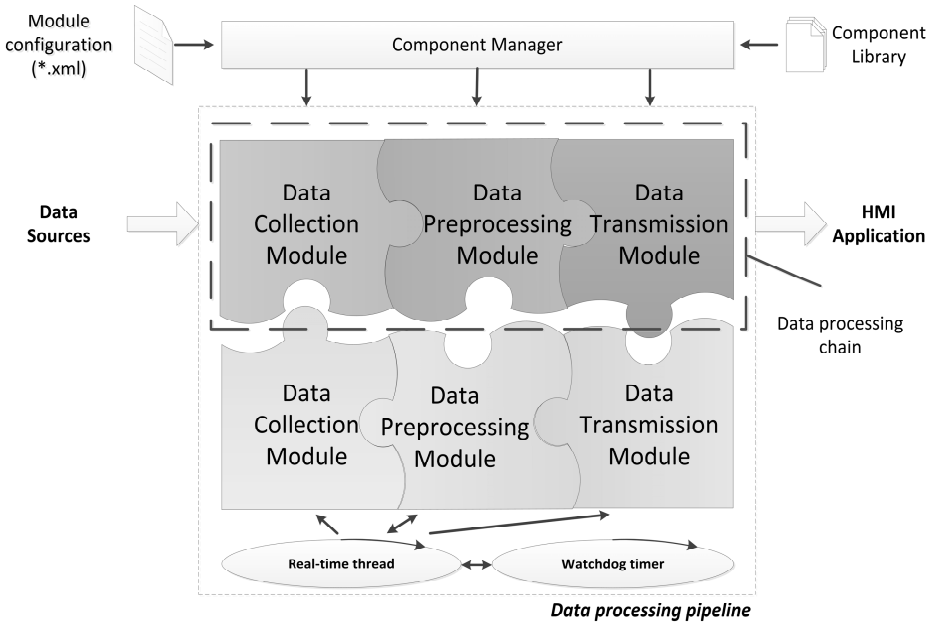 Module
configuration
(*.xml)
Component Manager
Component
Library
Data
Sources
Data
Collection
Module
Data
Preprocessing
Module
Data
Transmission
Module
HMI
Application
Data processing
chain
Data
Collection
Module
Data
Preprocessing
Module
Data
Transmission
Module
Real-time thread
Watchdog timer
Data processing pipeline